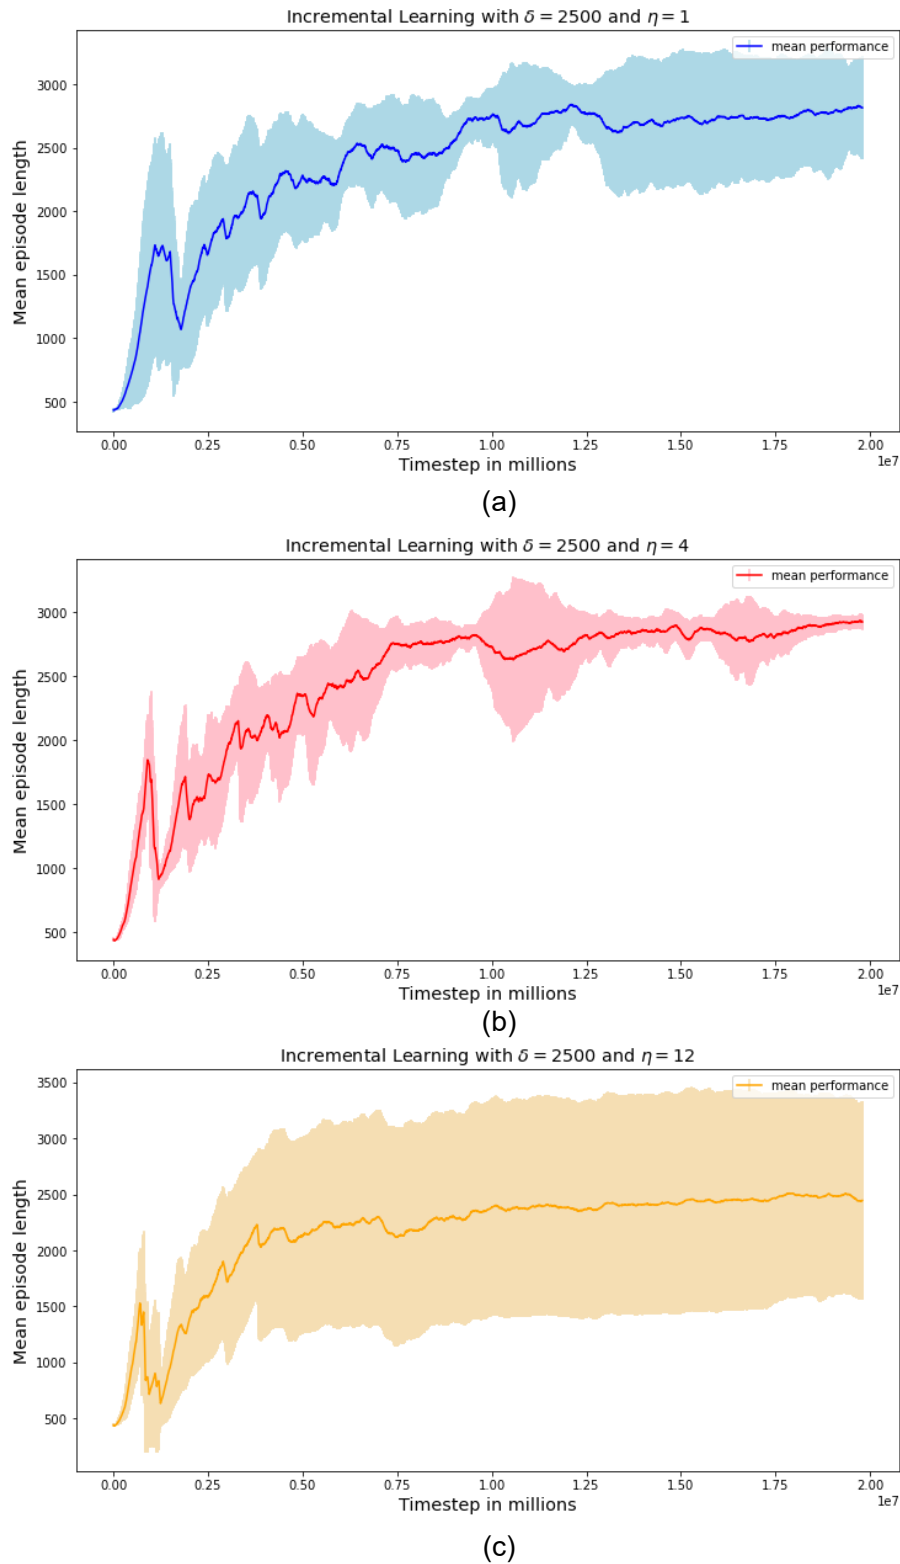 Incremental Learning with δ = 2500 and η = 1
mean performance
Mean episode length
3000
2500
2000
1500
1000
500
0.00 0.25 0.50 0.75 1.00 1.25 1.50 1.75 2.00
1e7
Timestep in millions
(a)
Incremental Learning with δ = 2500 and η = 4
mean performance
Mean episode length
3000
2500
2000
1500
1000
500
0.00 0.25 0.50 0.75 1.00 1.25 1.50 1.75 2.00
1e7
Timestep in millions
(b)
Incremental Learning with δ = 2500 and η = 12
mean performance
Mean episode length
3500
3000
2500
2000
1500
1000
500
0.00 0.25 0.50 0.75 1.00 1.25 1.50 1.75 2.00
1e7
Timestep in millions
(c)